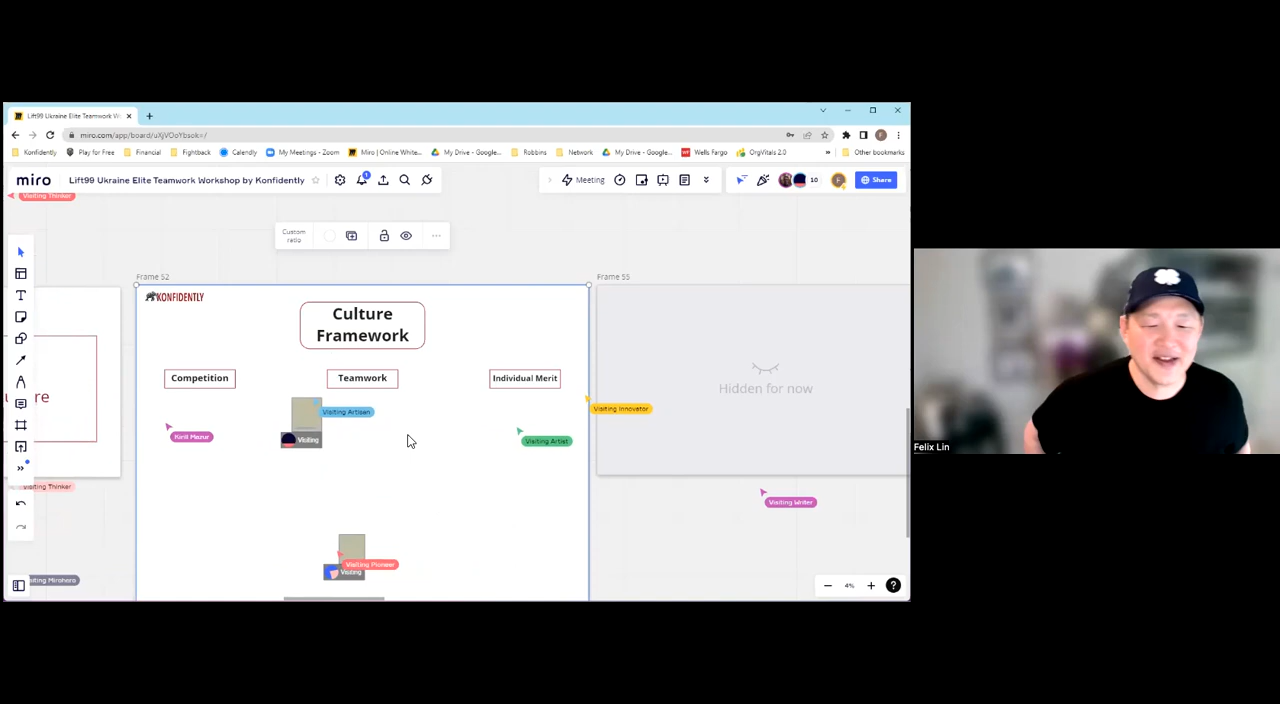 Lift99 Ukraine Elite Teamwork Wo
miro.com/app/board/uXjVOoYbsok=/
Konfidently
Play for Free
Financial
Fightback
Calendly
My Meetings - Zoom
Miro | Online White...
My Drive - Google...
Robbins
Network
My Drive - Google...
Wells Fargo
OrgVitals 2.0
Other bookmarks
miro
Lift99 Ukraine Elite Teamwork Workshop by Konfidently
1
Meeting
10
Share
Visiting Thinker
Custom
ratio
Frame 52
Frame 55
KONFIDENTLY
Culture
Framework
Competition
Teamwork
Individual Merit
Hidden for now
Visiting Artisan
Visiting Innovator
Kiril Mazur
Visiting
Visiting Artist
Visiting Thinker
Visiting Writer
Visiting Pioneer
Visiting
Visiting Mirohero
4%
Felix Lin